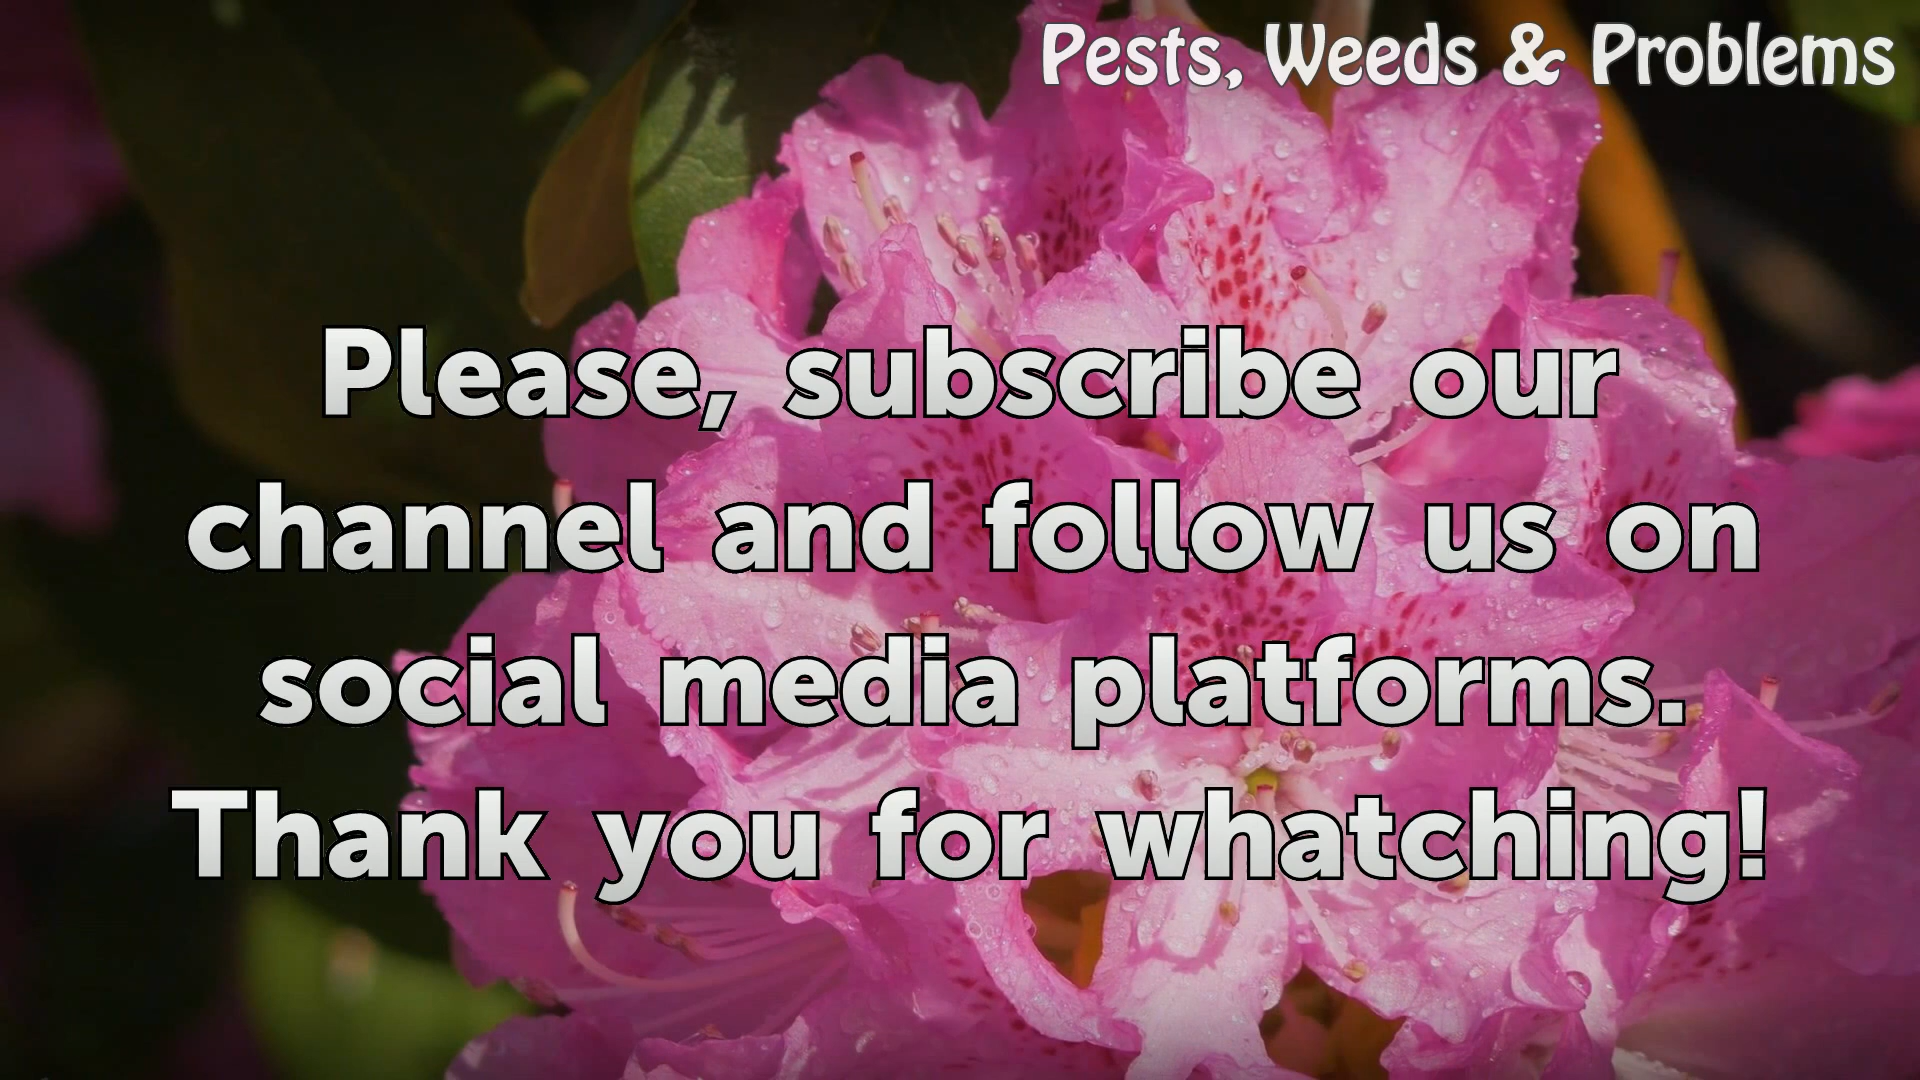 Pests, Weeds & Problems
Please, subscribe our
channel and follow us on
social media platforms.
Thank you for whatching!